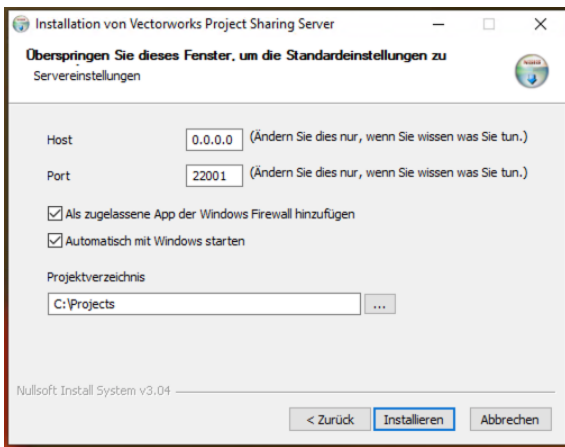 Installation von Vectorworks Project Sharing Server
Überspringen Sie dieses Fenster, um die Standardeinstellungen zu
Servereinstellungen
Host 0.0.0.0 (Ändern Sie dies nur, wenn Sie wissen was Sie tun.)
Port 22001 (Ändern Sie dies nur, wenn Sie wissen was Sie tun.)
Als zugelassene App der Windows Firewall hinzufügen
Automatisch mit Windows starten
Projektverzeichnis
C:\Projects ...
Nullsoft Install System v3.04
< Zurück Installieren Abbrechen